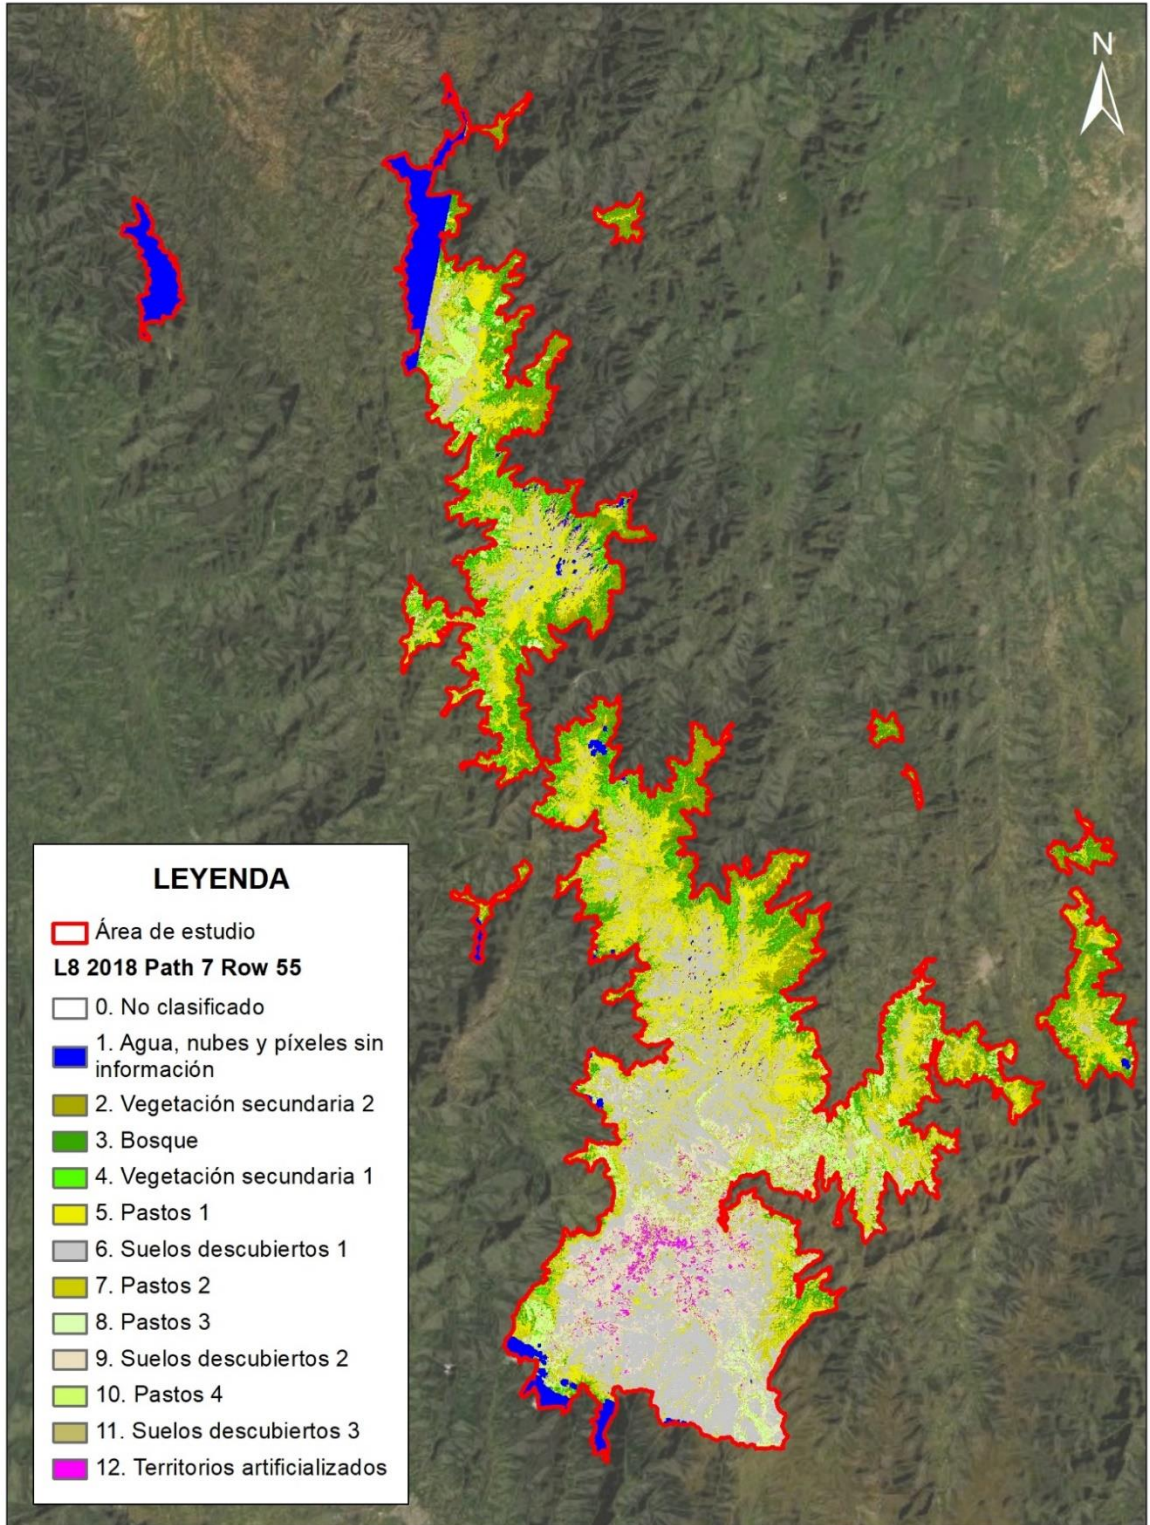 N
LEYENDA
Área de estudio
L8 2018 Path 7 Row 55
0. No clasificado
1. Agua, nubes y píxeles sin
información
2. Vegetación secundaria 2
3. Bosque
4. Vegetación secundaria 1
5. Pastos 1
6. Suelos descubiertos 1
7. Pastos 2
8. Pastos 3
9. Suelos descubiertos 2
10. Pastos 4
11. Suelos descubiertos 3
12. Territorios artificializados